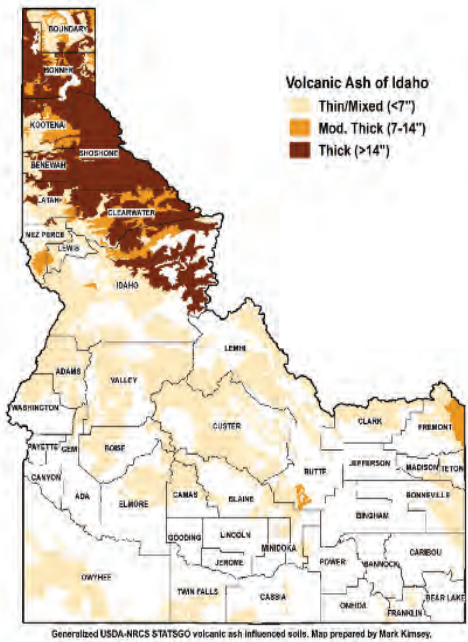 BOUNDARY
BONNER
Volcanic Ash of Idaho
Thin/Mixed (<7")
Mod. Thick (7-14")
Thick (>14")
KOOTENAI
SHOSHONE
BENEWAH
LATAH
CLEARWATER
NEZ PERCE
LEWIS
IDAHO
LEMHI
ADAMS
VALLEY
WASHINGTON
CUSTER
CLARK
FREMONT
PAYETTE
GEM
BOISE
BUTTE
JEFFERSON
MADISON
TETON
CANYON
ADA
ELMORE
CAMAS
BLAINE
BONNEVILLE
BINGHAM
GOODING
LINCOLN
JEROME
MINIDOKA
POWER
BANNOCK
CARIBOU
OWYHEE
TWIN FALLS
CASSIA
ONEIDA
FRANKLIN
BEAR LAKE
Generalized USDA-NRCS STATSGO volcanic ash influenced soils. Map prepared by Mark Kimsey.